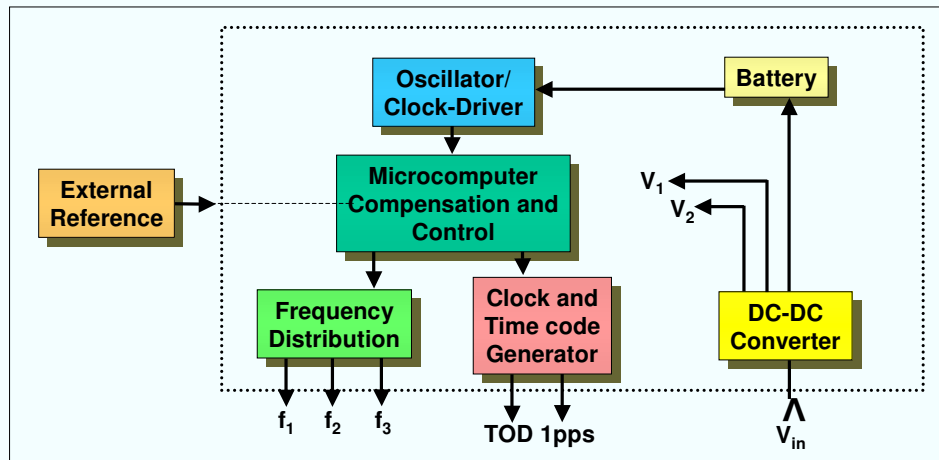 Oscillator/
Clock-Driver
Battery
External
Reference
Microcomputer
Compensation and
Control
V₁
V₂
Frequency
Distribution
Clock and
Time code
Generator
DC-DC
Converter
f₁ f₂ f₃
TOD 1pps
Vᵢₙ